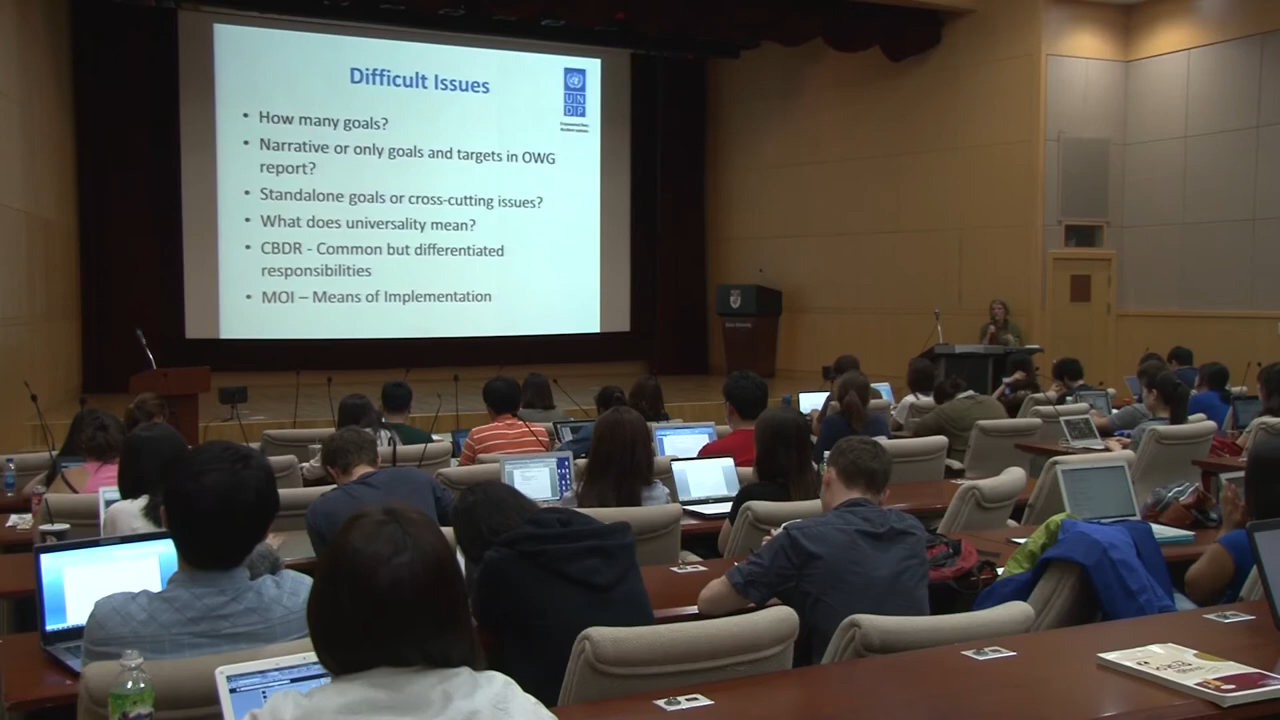 Difficult Issues
U N
D P
• How many goals?
• Narrative or only goals and targets in OWG
report?
• Standalone goals or cross-cutting issues?
• What does universality mean?
• CBDR - Common but differentiated
responsibilities
• MOI – Means of Implementation